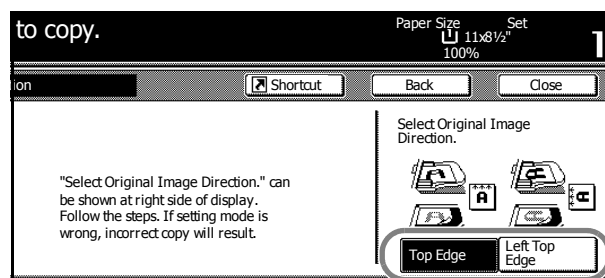 to copy.
Paper Size
Set
11x8½"
100%
1
ion
Shortcut
Back
Close
Select Original Image
Direction.
"Select Original Image Direction." can
be shown at right side of display.
Follow the steps. If setting mode is
wrong, incorrect copy will result.
A
A
A
A
A
A
Top Edge
Left Top
Edge